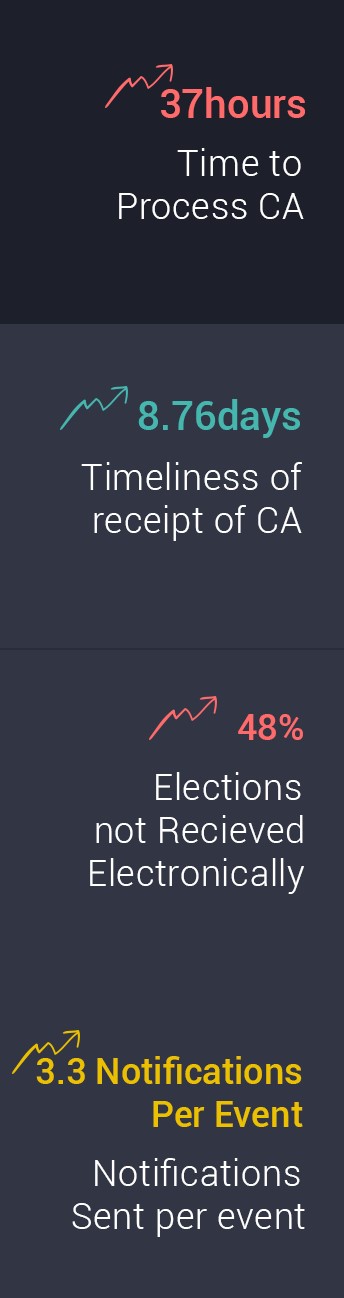 37hours
Time to
Process CA
8.76days
Timeliness of
receipt of CA
48%
Elections
not Recieved
Electronically
3.3 Notifications
Per Event
Notifications
Sent per event